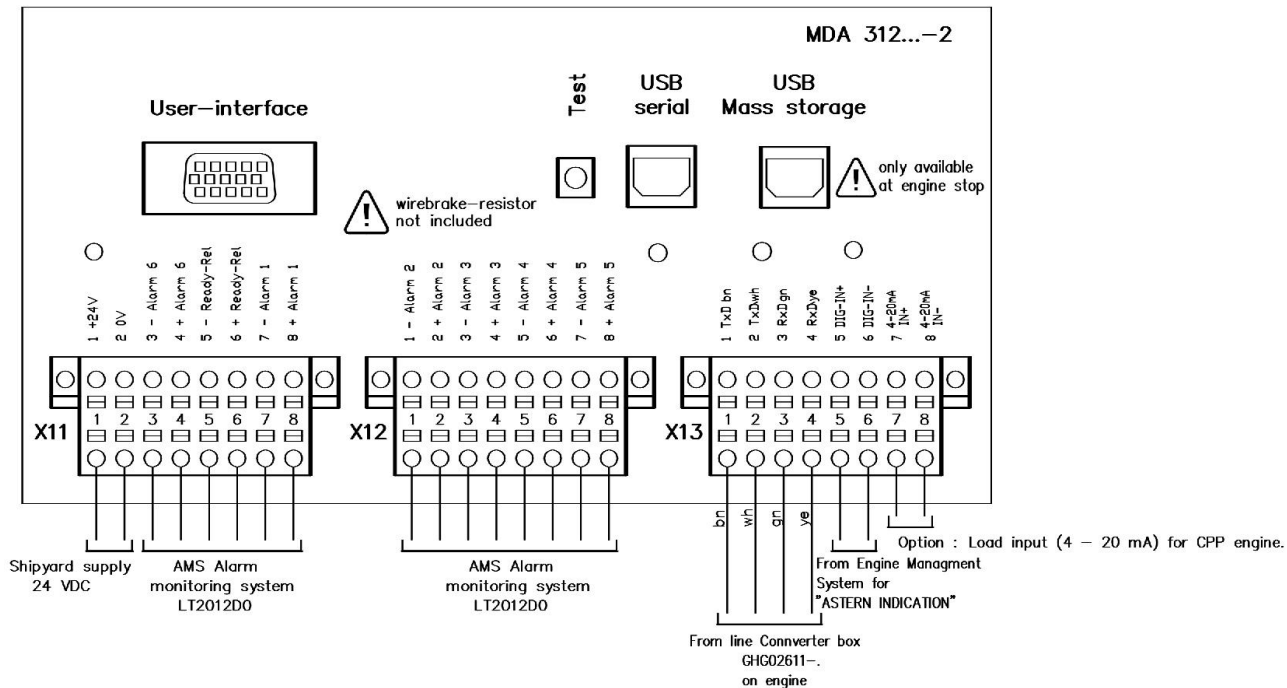 MDA 312...-2
User-interface
Test
USB
serial
USB
Mass storage
only available
at engine stop
!
wirebrake-resistor
not included
!
1 +24V
2 0V
3 - Alarm 6
4 + Alarm 6
5 - Ready-Rel
6 + Ready-Rel
7 - Alarm 1
8 + Alarm 1
1 - Alarm 2
2 + Alarm 2
3 - Alarm 3
4 + Alarm 3
5 - Alarm 4
6 + Alarm 4
7 - Alarm 5
8 + Alarm 5
1 TxD bn
2 TxDwh
3 RxDgn
4 RxDye
5 DIG-IN+
6 DIG-IN-
4-20mA
7 IN+
4-20mA
8 IN-
X11
1 2 3 4 5 6 7 8
X12
1 2 3 4 5 6 7 8
X13
1 2 3 4 5 6 7 8
bn
wh
gn
ye
Shipyard supply
24 VDC
AMS Alarm
monitoring system
LT2012D0
AMS Alarm
monitoring system
LT2012D0
Option : Load input (4 - 20 mA) for CPP engine.
From Engine Managment
System for
"ASTERN INDICATION"
From line Connverter box
GHG02611-.
on engine